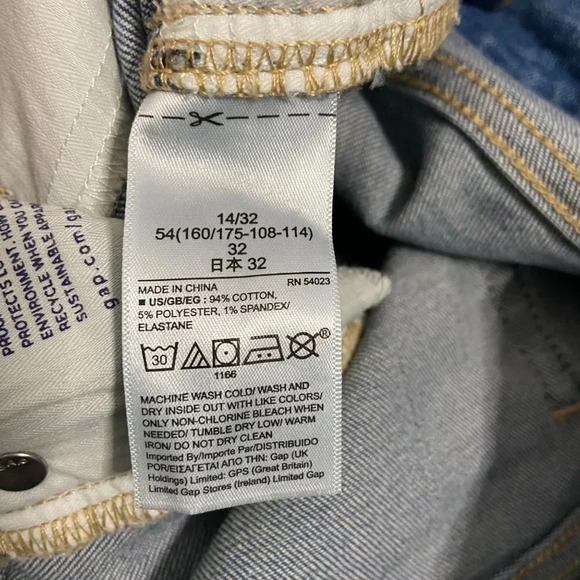 14/32
54(160/175-108-114)
32
日本 32
MADE IN CHINA RN 54023
■ US/GB/EG : 94% COTTON,
5% POLYESTER, 1% SPANDEX/
ELASTANE
30
®
1166
MACHINE WASH COLD/ WASH AND
DRY INSIDE OUT WITH LIKE COLORS/
ONLY NON-CHLORINE BLEACH WHEN
NEEDED/ TUMBLE DRY LOW/ WARM
IRON/ DO NOT DRY CLEAN
Imported By/Importado Par/DISTRIBUIDO
POR/ΕΙΣΑΓΕΤΑΙ ΑΠΟ ΤΗΝ: Gap (UK
Holdings) Limited: GPS (Great Britain)
Limited Gap Stores (Ireland) Limited Gap
ENVIRONMENT.
RECYCLE WHEN YOU
SUSTAINABLE
gap.com/